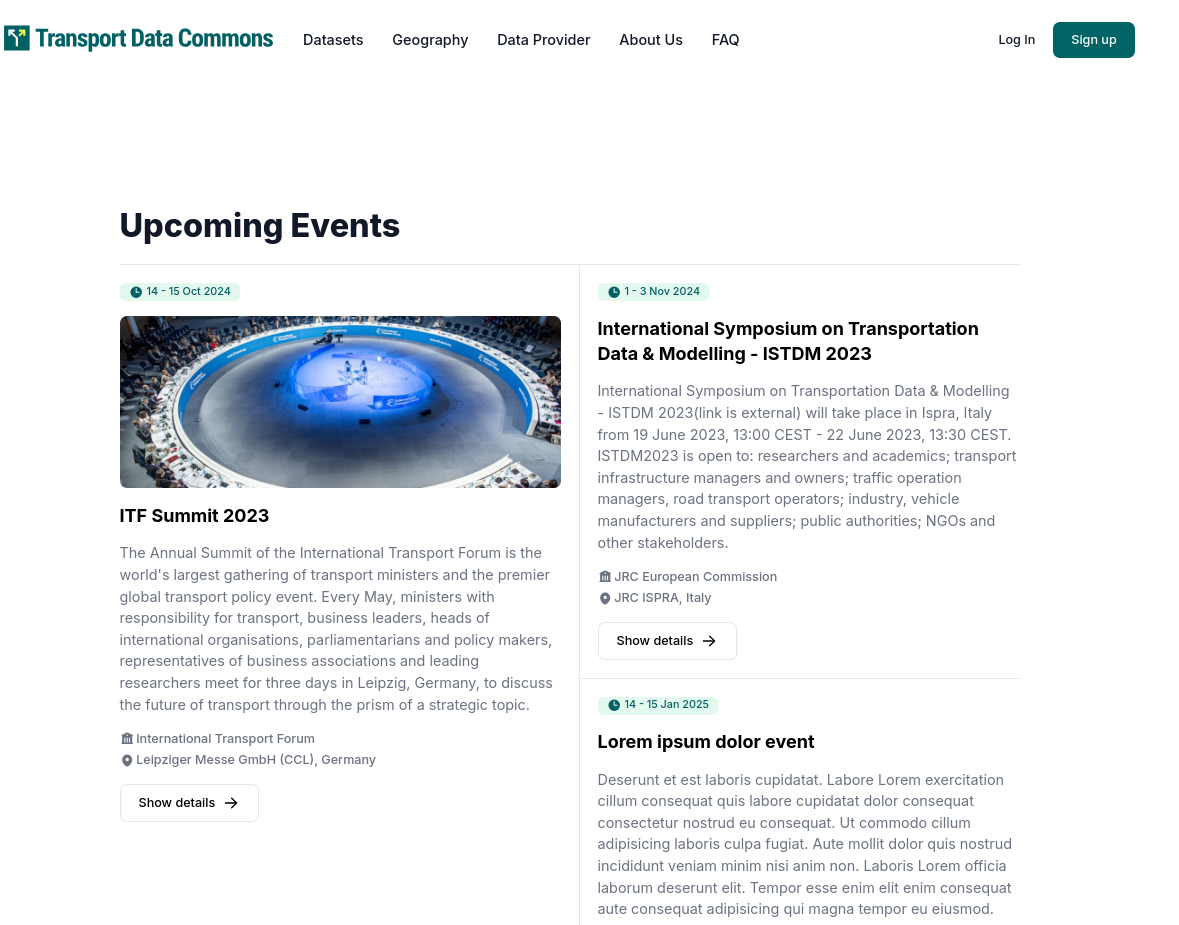 Transport Data Commons
Datasets
Geography
Data Provider
About Us
FAQ
Log In
Sign up
Upcoming Events
14 - 15 Oct 2024
ITF Summit 2023
The Annual Summit of the International Transport Forum is the
world's largest gathering of transport ministers and the premier
global transport policy event. Every May, ministers with
responsibility for transport, business leaders, heads of
international organisations, parliamentarians and policy makers,
representatives of business associations and leading
researchers meet for three days in Leipzig, Germany, to discuss
the future of transport through the prism of a strategic topic.
International Transport Forum
Leipziger Messe GmbH (CCL), Germany
Show details
1 - 3 Nov 2024
International Symposium on Transportation
Data & Modelling - ISTDM 2023
International Symposium on Transportation Data & Modelling
- ISTDM 2023(link is external) will take place in Ispra, Italy
from 19 June 2023, 13:00 CEST - 22 June 2023, 13:30 CEST.
ISTDM2023 is open to: researchers and academics; transport
infrastructure managers and owners; traffic operation
managers, road transport operators; industry, vehicle
manufacturers and suppliers; public authorities; NGOs and
other stakeholders.
JRC European Commission
JRC ISPRA, Italy
Show details
14 - 15 Jan 2025
Lorem ipsum dolor event
Deserunt et est laboris cupidatat. Labore Lorem exercitation
cillum consequat quis labore cupidatat dolor consequat
consectetur nostrud eu consequat. Ut commodo cillum
adipisicing laboris culpa fugiat. Aute mollit dolor quis nostrud
incididunt veniam minim nisi anim non. Laboris Lorem officia
laborum deserunt elit. Tempor esse enim elit enim consequat
aute consequat adipisicing qui magna tempor eu eiusmod.